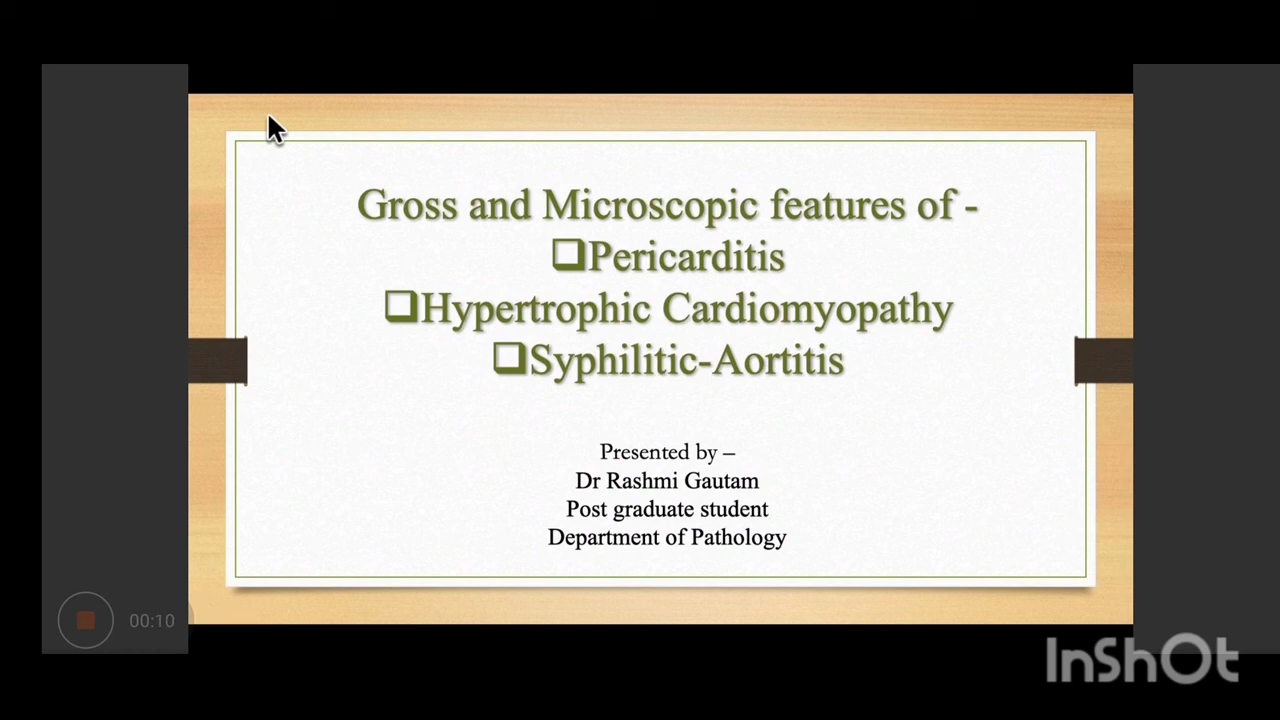 Gross and Microscopic features of -
❑Pericarditis
❑Hypertrophic Cardiomyopathy
❑Syphilitic-Aortitis
Presented by –
Dr Rashmi Gautam
Post graduate student
Department of Pathology
00:10
InShOt